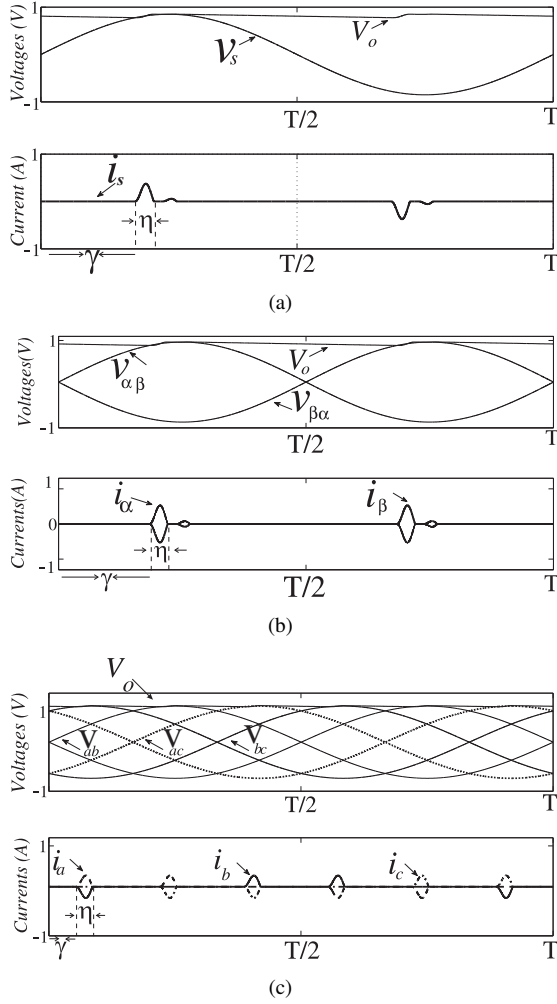 1
Voltages (V)
-1
V_s
V_o
T/2
T
1
Current (A)
-1
i_s
η
γ
T/2
T
(a)
1
Voltages(V)
-1
V_αβ
V_o
V_βα
T/2
T
1
0
Currents(A)
-1
i_α
i_β
η
γ
T/2
T
(b)
V_o
1
Voltages (V)
-1
V_ab
V_ac
V_bc
T/2
T
1
Currents (A)
-1
i_a
i_b
i_c
η
γ
T/2
T
(c)